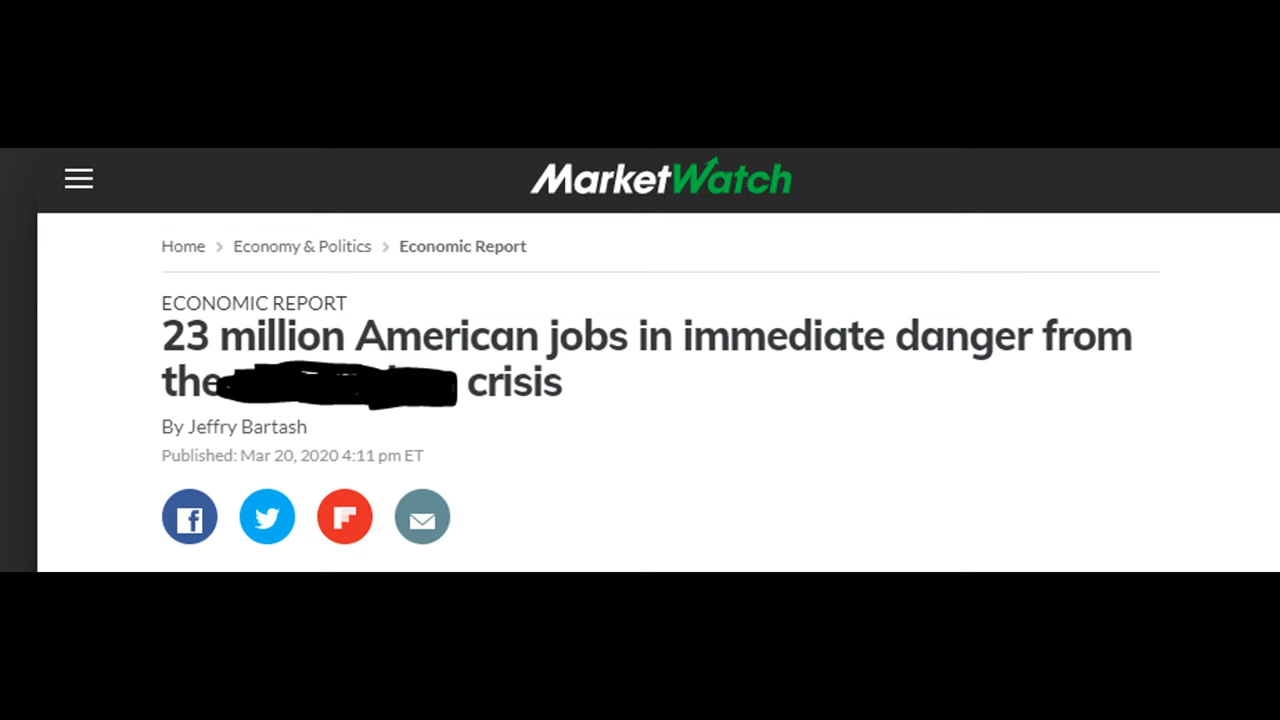 MarketWatch
Home > Economy & Politics > Economic Report
ECONOMIC REPORT
23 million American jobs in immediate danger from
the crisis
By Jeffry Bartash
Published: Mar 20, 2020 4:11 pm ET